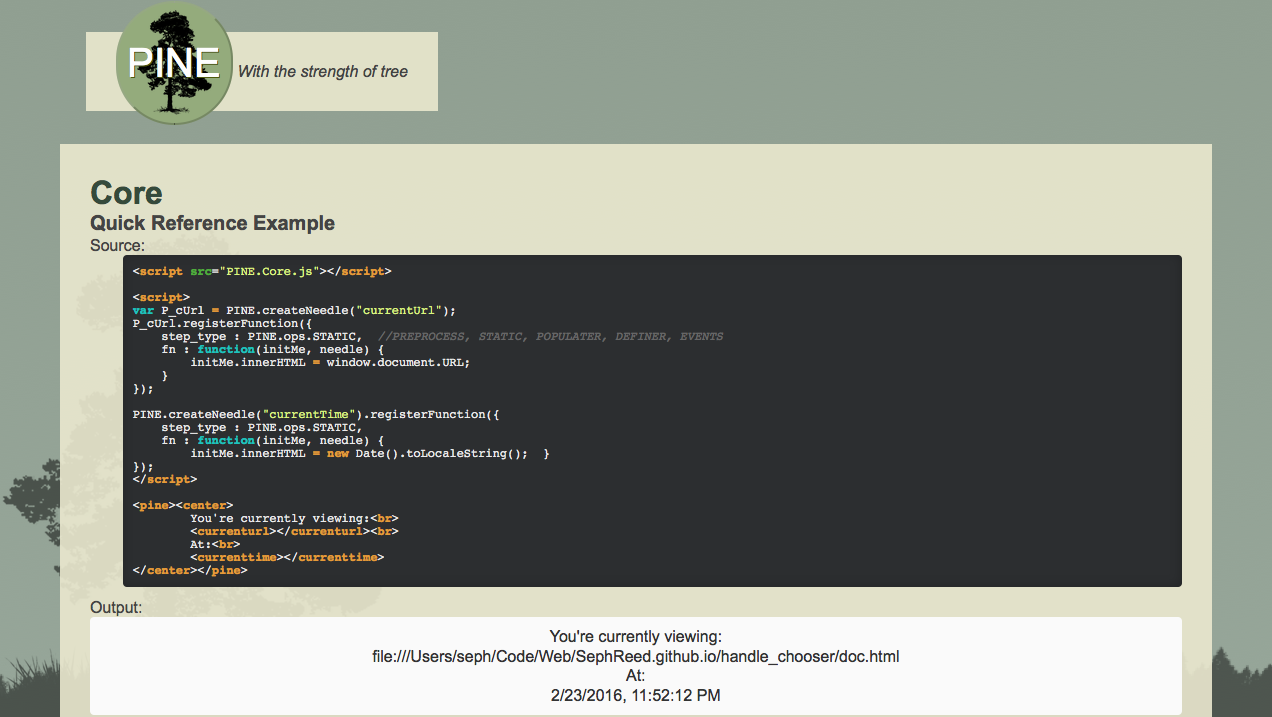 PINE
With the strength of tree
Core
Quick Reference Example
Source:
<script src="PINE.Core.js"></script>
<script>
var P_cUrl = PINE.createNeedle("currentUrl");
P_cUrl.registerFunction({
    step_type : PINE.ops.STATIC,  //PREPROCESS, STATIC, POPULATER, DEFINER, EVENTS
    fn : function(initMe, needle) {
        initMe.innerHTML = window.document.URL;
    }
});
PINE.createNeedle("currentTime").registerFunction({
    step_type : PINE.ops.STATIC,
    fn : function(initMe, needle) {
        initMe.innerHTML = new Date().toLocaleString();  }
});
</script>
<pine><center>
        You're currently viewing:<br>
        <currenturl></currenturl><br>
        At:<br>
        <currenttime></currenttime>
</center></pine>
Output:
You're currently viewing:
file:///Users/seph/Code/Web/SephReed.github.io/handle_chooser/doc.html
At:
2/23/2016, 11:52:12 PM